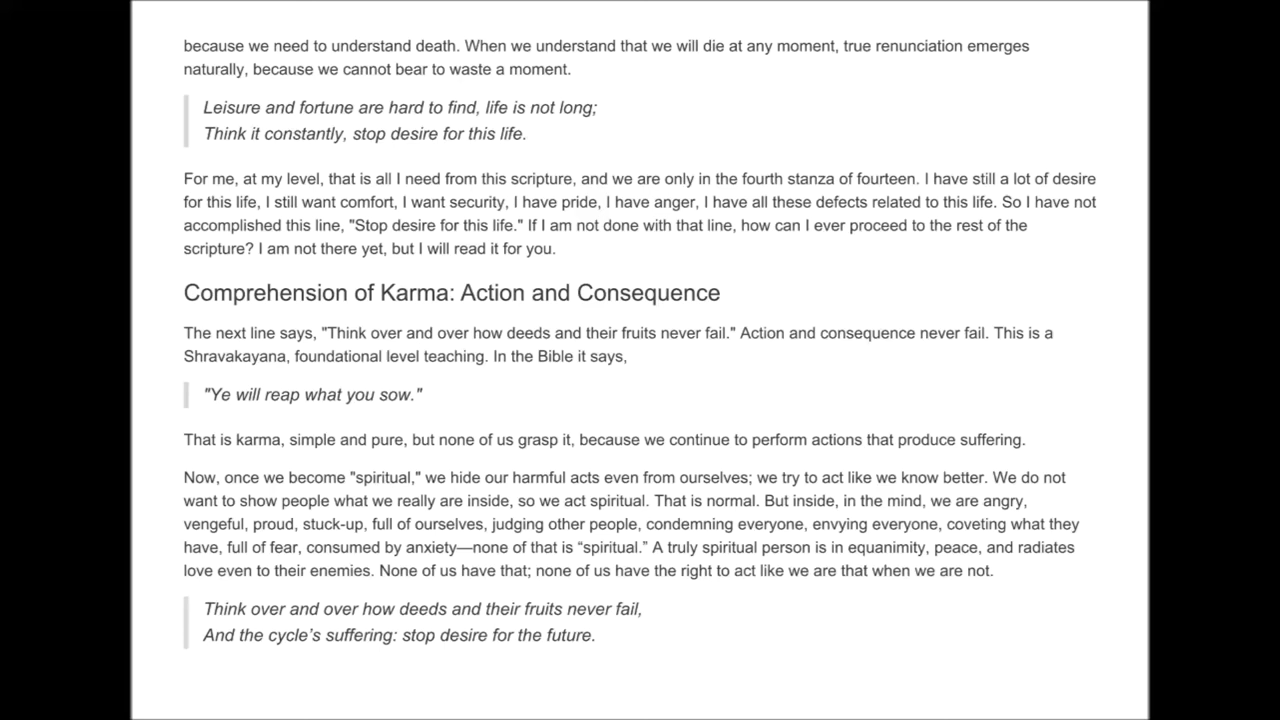 because we need to understand death. When we understand that we will die at any moment, true renunciation emerges
naturally, because we cannot bear to waste a moment.
Leisure and fortune are hard to find, life is not long;
Think it constantly, stop desire for this life.
For me, at my level, that is all I need from this scripture, and we are only in the fourth stanza of fourteen. I have still a lot of desire
for this life, I still want comfort, I want security, I have pride, I have anger, I have all these defects related to this life. So I have not
accomplished this line, "Stop desire for this life." If I am not done with that line, how can I ever proceed to the rest of the
scripture? I am not there yet, but I will read it for you.
Comprehension of Karma: Action and Consequence
The next line says, "Think over and over how deeds and their fruits never fail." Action and consequence never fail. This is a
Shravakayana, foundational level teaching. In the Bible it says,
"Ye will reap what you sow."
That is karma, simple and pure, but none of us grasp it, because we continue to perform actions that produce suffering.
Now, once we become "spiritual," we hide our harmful acts even from ourselves; we try to act like we know better. We do not
want to show people what we really are inside, so we act spiritual. That is normal. But inside, in the mind, we are angry,
vengeful, proud, stuck-up, full of ourselves, judging other people, condemning everyone, envying everyone, coveting what they
have, full of fear, consumed by anxiety—none of that is “spiritual.” A truly spiritual person is in equanimity, peace, and radiates
love even to their enemies. None of us have that; none of us have the right to act like we are that when we are not.
Think over and over how deeds and their fruits never fail,
And the cycle’s suffering: stop desire for the future.